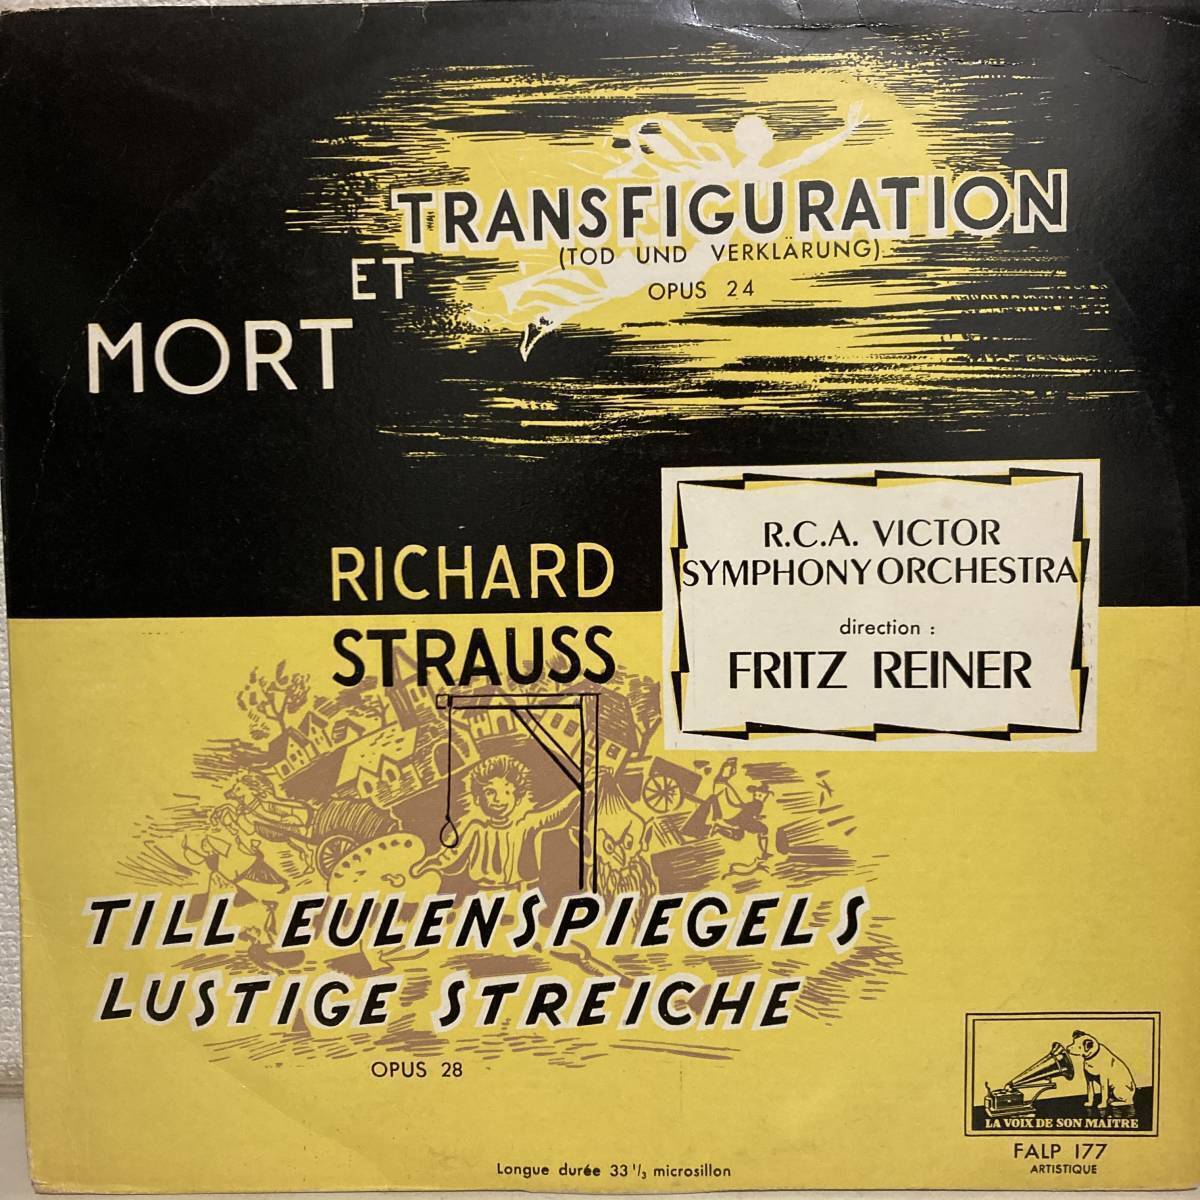 MORT
ET
TRANSFIGURATION
(TOD UND VERKLÄRUNG)
OPUS 24
R.C.A. VICTOR
SYMPHONY ORCHESTRA
direction :
FRITZ REINER
RICHARD
STRAUSS
TILL EULENSPIEGELS
LUSTIGE STREICHE
OPUS 28
LA VOIX DE SON MAÎTRE
FALP 177
ARTISTIQUE
Longue durée 33 1/3 microsillon